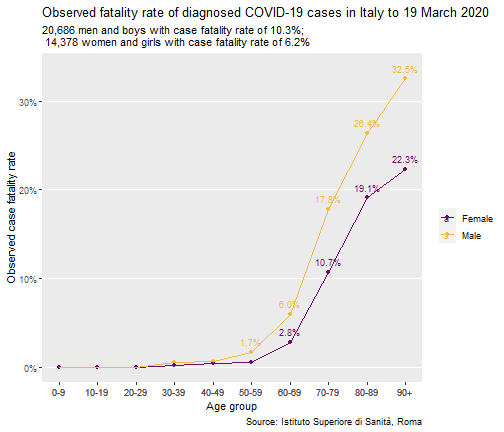 Observed fatality rate of diagnosed COVID-19 cases in Italy to 19 March 2020
20,686 men and boys with case fatality rate of 10.3%;
14,378 women and girls with case fatality rate of 6.2%
Observed case fatality rate
30%
20%
10%
0%
32.5%
26.4%
22.3%
19.1%
17.8%
10.7%
6.0%
2.8%
1.7%
a Female
a Male
0-9 10-19 20-29 30-39 40-49 50-59 60-69 70-79 80-89 90+
Age group
Source: Istituto Superiore di Sanità, Roma